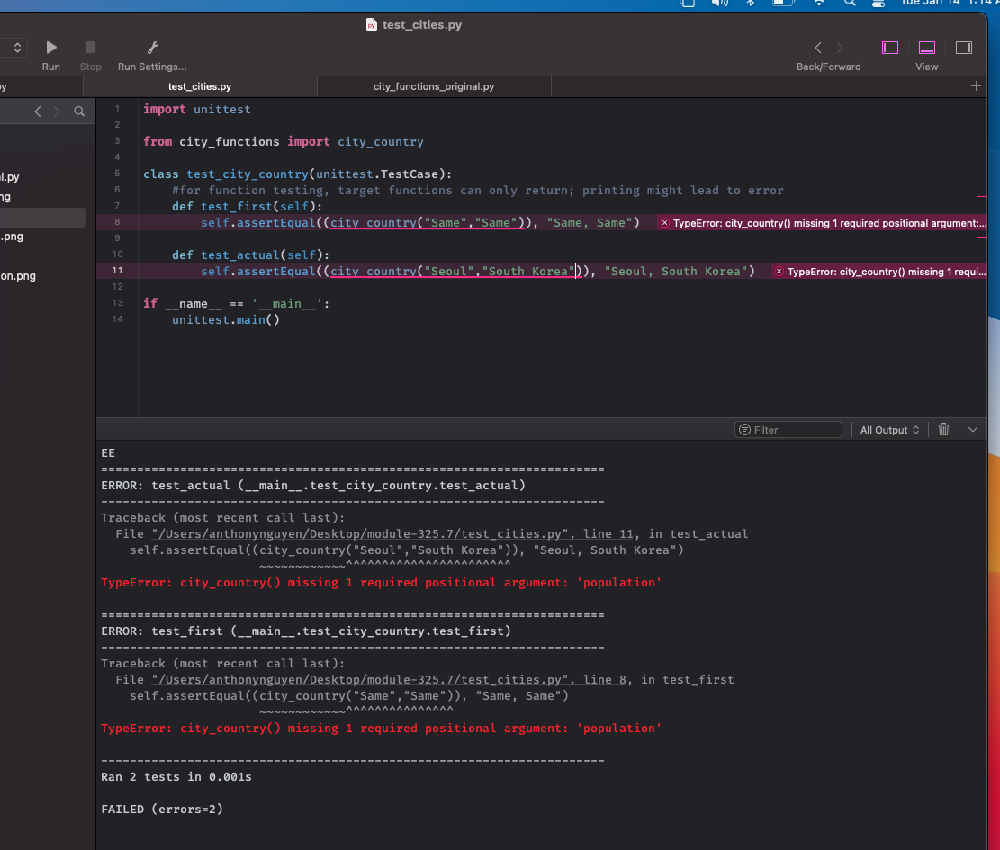 Tue Jan 14 1:14 A
test_cities.py
Run
Stop
Run Settings...
Back/Forward
View
py
test_cities.py
city_functions_original.py
al.py
ng
.png
on.png
1 import unittest
2
3 from city_functions import city_country
4
5 class test_city_country(unittest.TestCase):
6 #for function testing, target functions can only return; printing might lead to error
7 def test_first(self):
8 self.assertEqual((city_country("Same","Same")), "Same, Same") TypeError: city_country() missing 1 required positional argument:...
9
10 def test_actual(self):
11 self.assertEqual((city_country("Seoul","South Korea")), "Seoul, South Korea") TypeError: city_country() missing 1 requi...
12
13 if __name__ == '__main__':
14 unittest.main()
Filter
All Output
EE
======================================================================
ERROR: test_actual (__main__.test_city_country.test_actual)
----------------------------------------------------------------------
Traceback (most recent call last):
File "/Users/anthonynguyen/Desktop/module-325.7/test_cities.py", line 11, in test_actual
self.assertEqual((city_country("Seoul","South Korea")), "Seoul, South Korea")
~~~~~~~~~~~~^^^^^^^^^^^^^^^^^^^^^^^
TypeError: city_country() missing 1 required positional argument: 'population'
======================================================================
ERROR: test_first (__main__.test_city_country.test_first)
----------------------------------------------------------------------
Traceback (most recent call last):
File "/Users/anthonynguyen/Desktop/module-325.7/test_cities.py", line 8, in test_first
self.assertEqual((city_country("Same","Same")), "Same, Same")
~~~~~~~~~~~~^^^^^^^^^^^^^^^
TypeError: city_country() missing 1 required positional argument: 'population'
----------------------------------------------------------------------
Ran 2 tests in 0.001s
FAILED (errors=2)